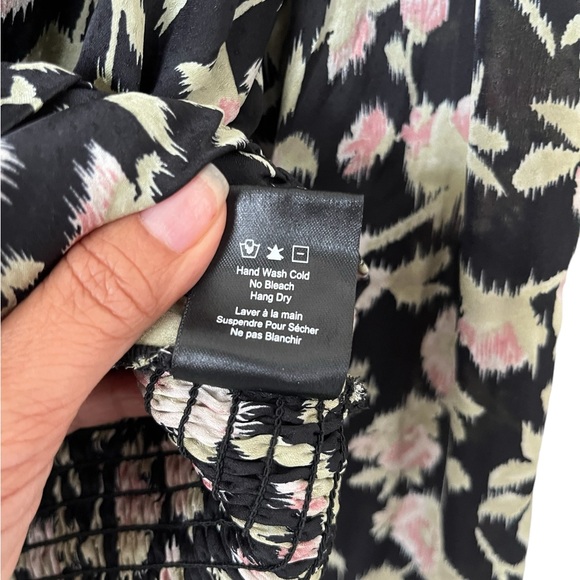 Hand Wash Cold
No Bleach
Hang Dry
Laver à la main
Suspendre Pour Sécher
Ne pas Blanchir